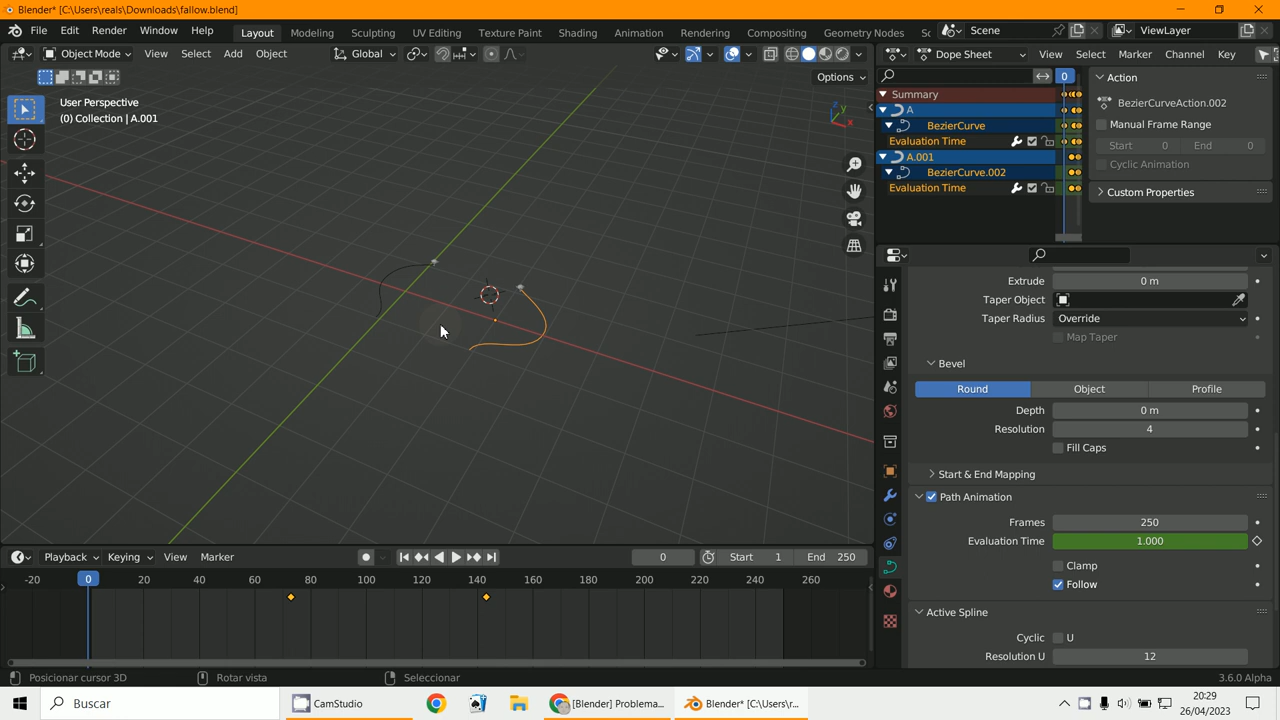 Blender* [C:\Users\reals\Downloads\fallow.blend]
File Edit Render Window Help Layout Modeling Sculpting UV Editing Texture Paint Shading Animation Rendering Compositing Geometry Nodes Sc Scene ViewLayer
Object Mode View Select Add Object Global
Options
User Perspective
(0) Collection | A.001
Z
Y
X
Dope Sheet View Select Marker Channel Key
0
Summary
A
BezierCurve
Evaluation Time
A.001
BezierCurve.002
Evaluation Time
Action
BezierCurveAction.002
Manual Frame Range
Start 0 End 0
Cyclic Animation
Custom Properties
Extrude 0 m
Taper Object
Taper Radius Override
Map Taper
Bevel
Round Object Profile
Depth 0 m
Resolution 4
Fill Caps
Start & End Mapping
Path Animation
Frames 250
Evaluation Time 1.000
Clamp
Follow
Active Spline
Cyclic U
Resolution U 12
Playback Keying View Marker 0 Start 1 End 250
-20 0 20 40 60 80 100 120 140 160 180 200 220 240 260
Posicionar cursor 3D Rotar vista Seleccionar 3.6.0 Alpha
Buscar CamStudio [Blender] Problema... Blender* [C:\Users\r...
20:29
26/04/2023